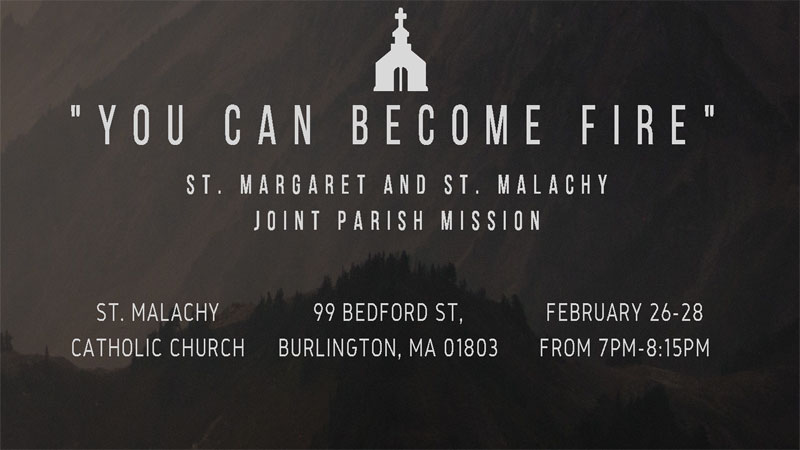 "YOU CAN BECOME FIRE"
ST. MARGARET AND ST. MALACHY
JOINT PARISH MISSION
ST. MALACHY
CATHOLIC CHURCH
99 BEDFORD ST,
BURLINGTON, MA 01803
FEBRUARY 26-28
FROM 7PM-8:15PM